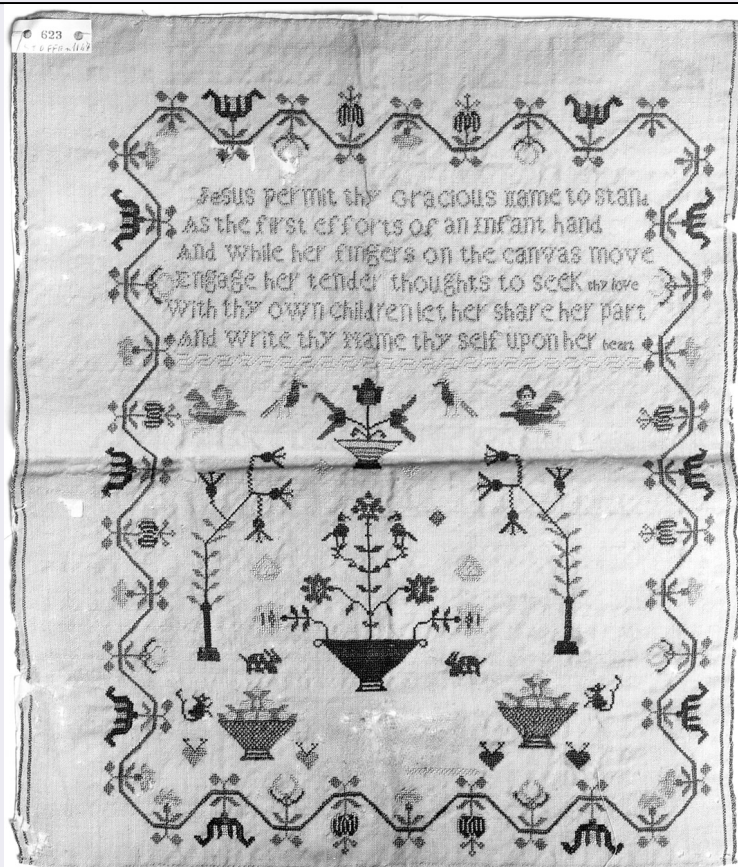 623
Jesus permit thy Gracious Name to stand
As the first efforts of an Infant hand
And While her fingers on the canvas move
Engage her tender thoughts to seek thy love
With thy own Children let her share her part
And Write thy Name thy self upon her heart